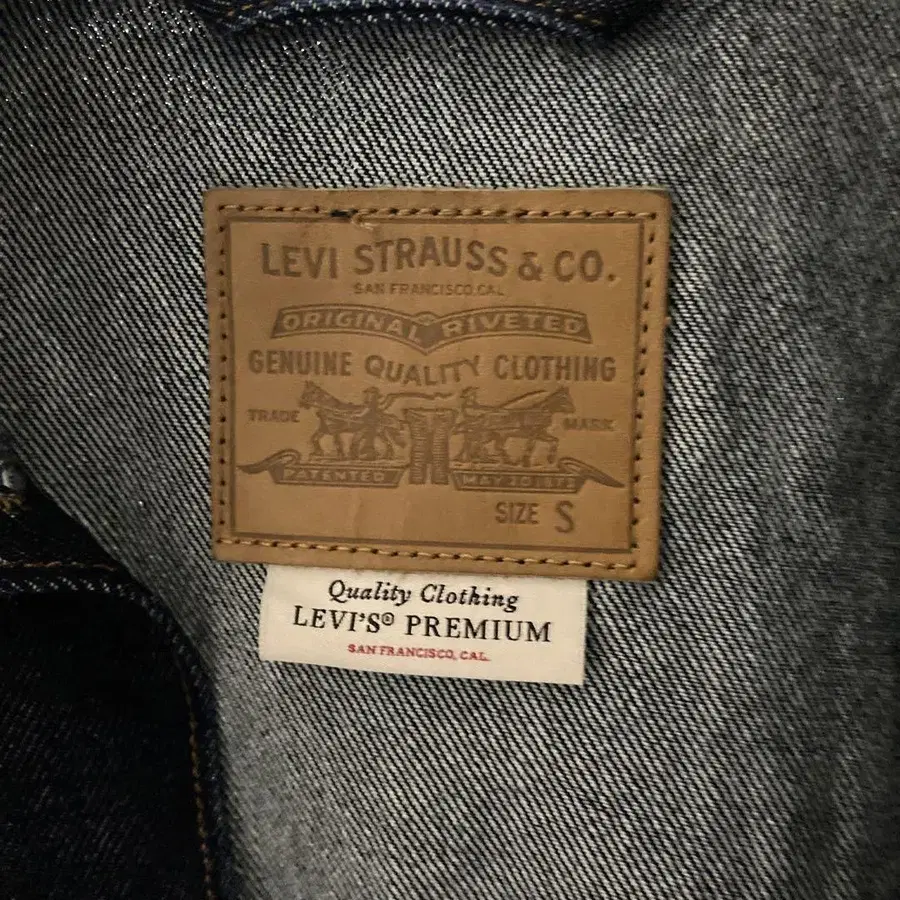 LEVI STRAUSS & CO.
SAN FRANCISCO, CAL
ORIGINAL RIVETED
GENUINE QUALITY CLOTHING
TRADE MARK
PATENTED MAY 20 1873
SIZE S
Quality Clothing
LEVI'S® PREMIUM
SAN FRANCISCO, CAL.